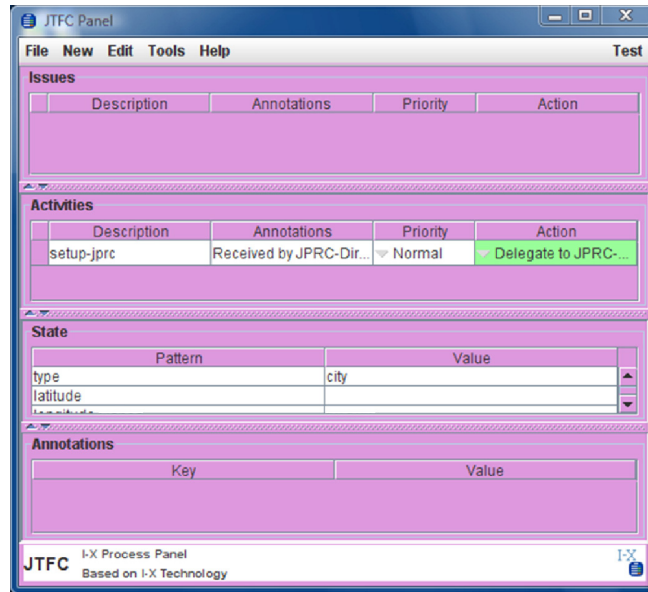 JTFC Panel
File New Edit Tools Help Test
Issues
Description Annotations Priority Action
Activities
Description Annotations Priority Action
setup-jprc Received by JPRC-Dir... Normal Delegate to JPRC-...
State
Pattern Value
type city
latitude
longitude
Annotations
Key Value
JTFC
I-X Process Panel
Based on I-X Technology
I-X